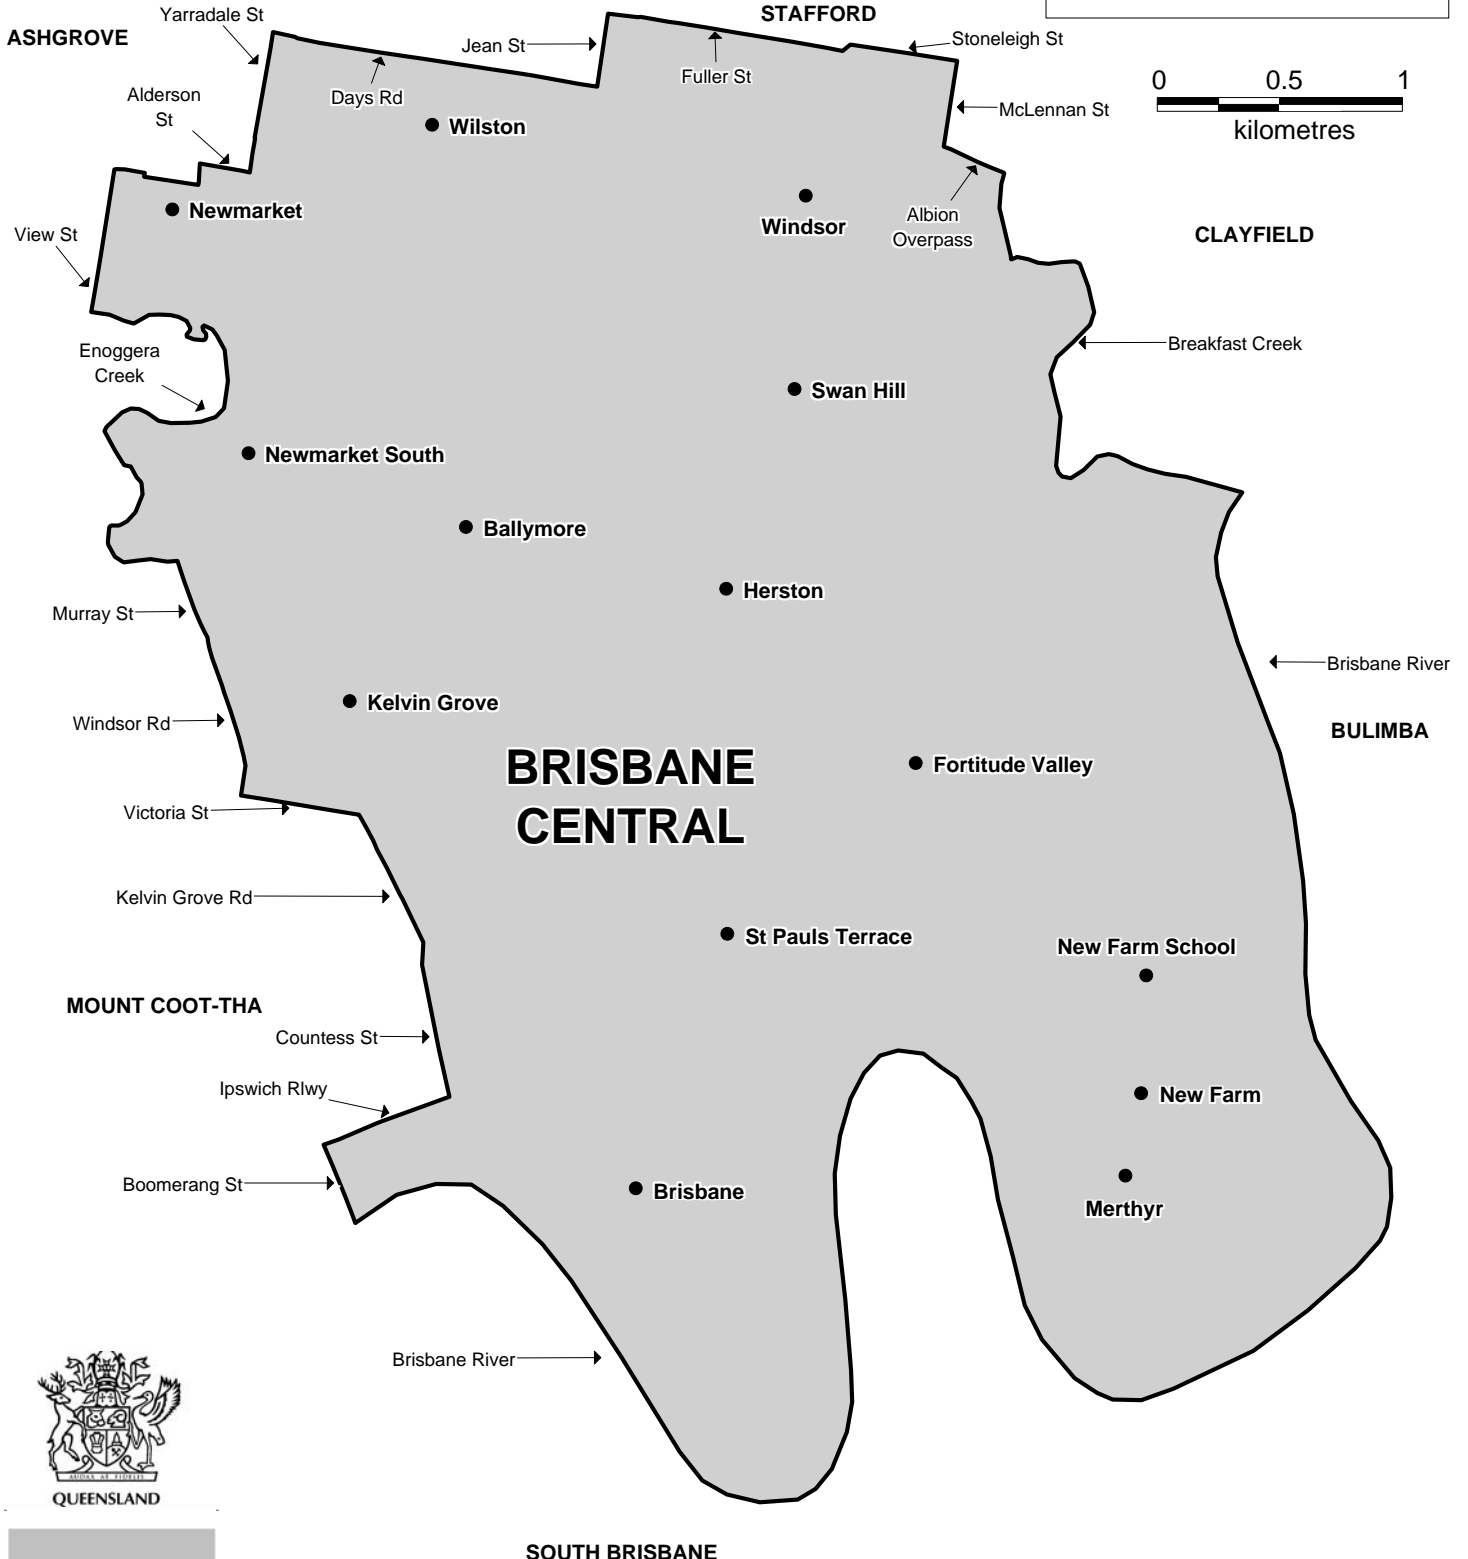 STAFFORD
Yarradale St
ASHGROVE
Jean St
Stoneleigh St
Fuller St
0 0.5 1
kilometres
Days Rd
Alderson
St
McLennan St
Wilston
Newmarket
Windsor
Albion
Overpass
View St
CLAYFIELD
Enoggera
Creek
Breakfast Creek
Swan Hill
Newmarket South
Ballymore
Herston
Murray St
Brisbane River
Kelvin Grove
Windsor Rd
BULIMBA
BRISBANE
CENTRAL
Fortitude Valley
Victoria St
Kelvin Grove Rd
St Pauls Terrace
New Farm School
MOUNT COOT-THA
Countess St
Ipswich Rlwy
New Farm
Boomerang St
Brisbane
Merthyr
Brisbane River
AUDAX AT FIDELIS
QUEENSLAND
SOUTH BRISBANE